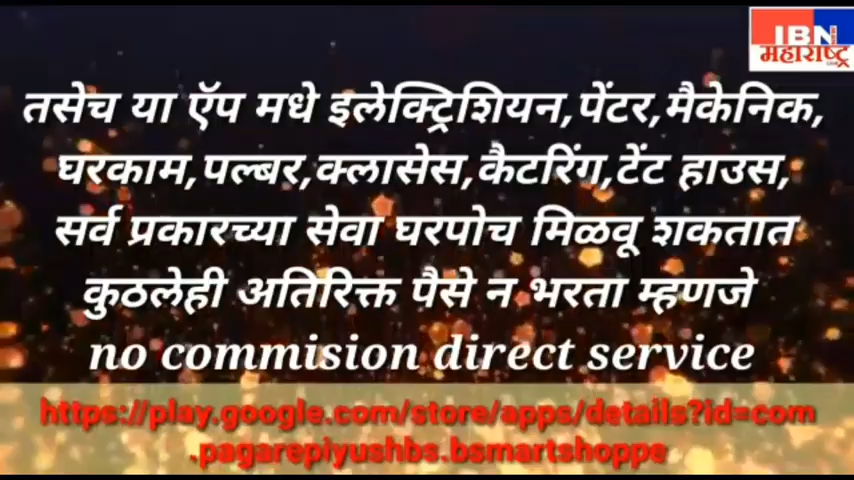 IBN
महाराष्ट्र
तसेच या ऍप मधे इलेक्ट्रिशियन,पेंटर,मैकेनिक,
घरकाम,पल्बर,क्लासेस,कैटरिंग,टेंट हाउस,
सर्व प्रकारच्या सेवा घरपोच मिळवू शकतात
कुठलेही अतिरिक्त पैसे न भरता म्हणजे
no commision direct service
https://play.google.com/store/apps/details?id=com
.pagarepiyushbs.bsmartshoppe